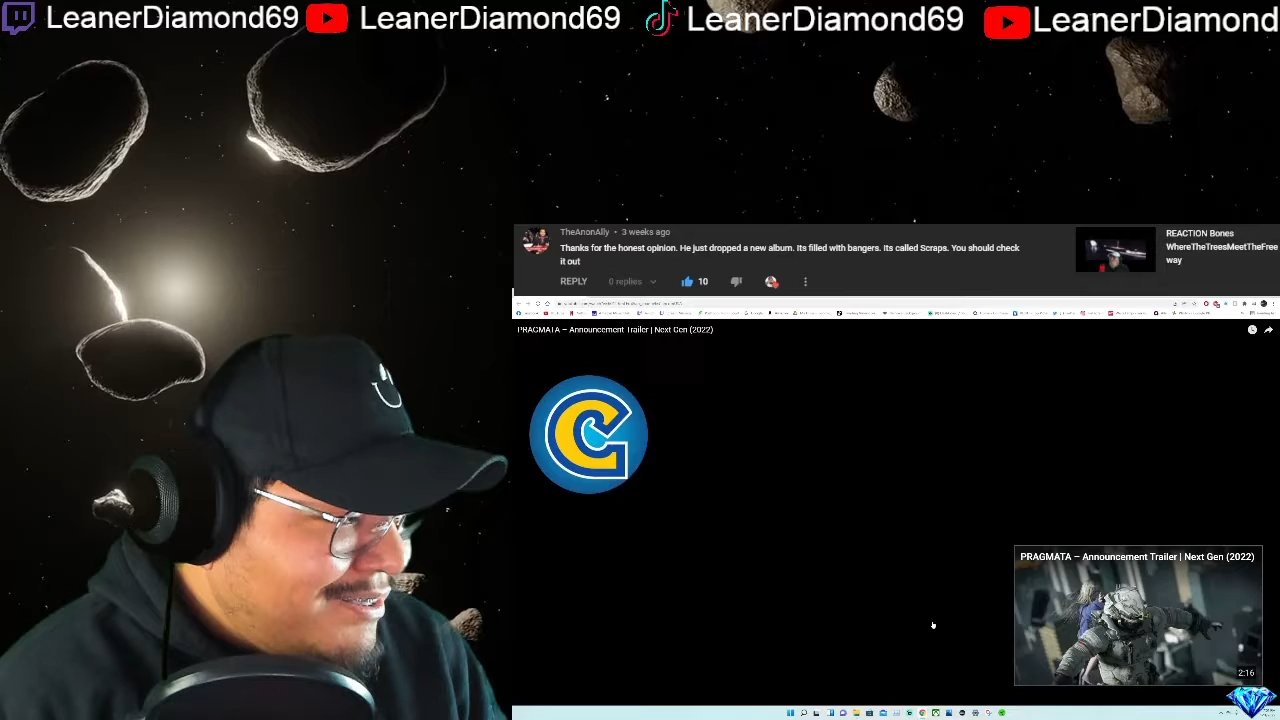 LeanerDiamond69 LeanerDiamond69 LeanerDiamond69 LeanerDiamond
TheAnonAlly • 3 weeks ago
Thanks for the honest opinion. He just dropped a new album. Its filled with bangers. Its called Scraps. You should check
it out
REPLY 0 replies 10
REACTION Bones
WhereTheTreesMeetTheFree
way
PRAGMATA – Announcement Trailer | Next Gen (2022)
PRAGMATA – Announcement Trailer | Next Gen (2022)
2:16